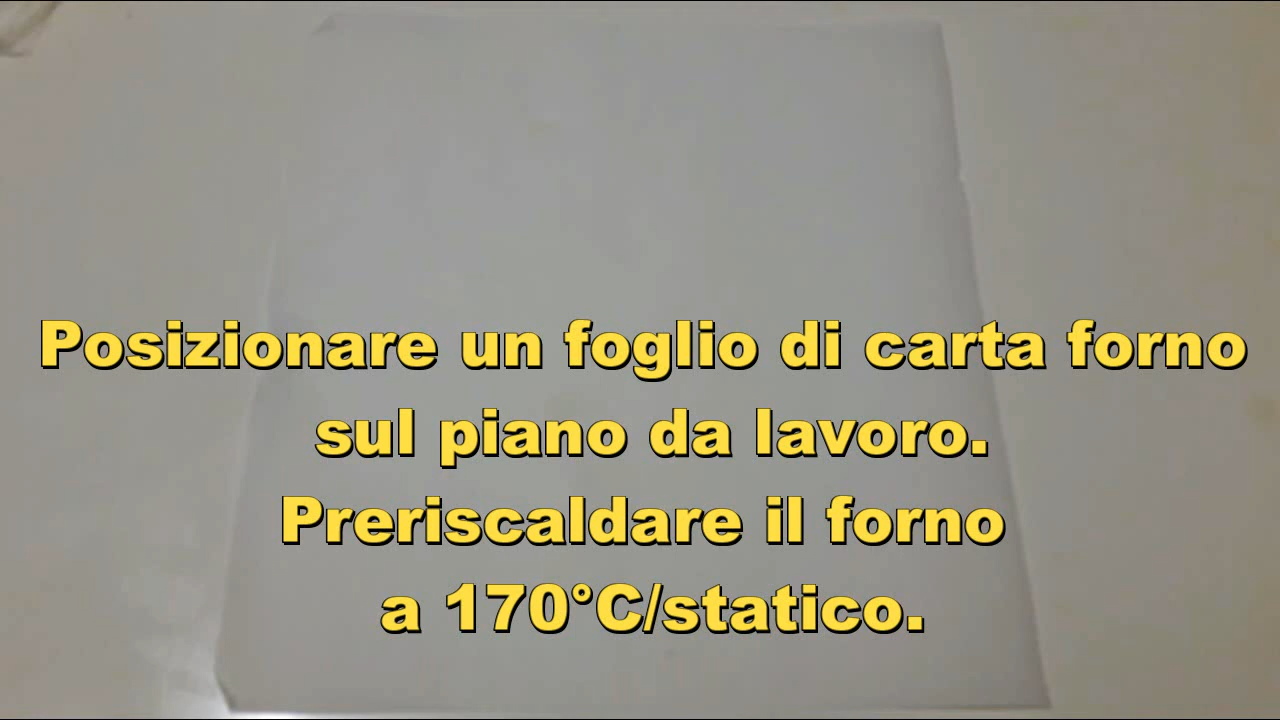 Posizionare un foglio di carta forno
sul piano da lavoro.
Preriscaldare il forno
a 170°C/statico.